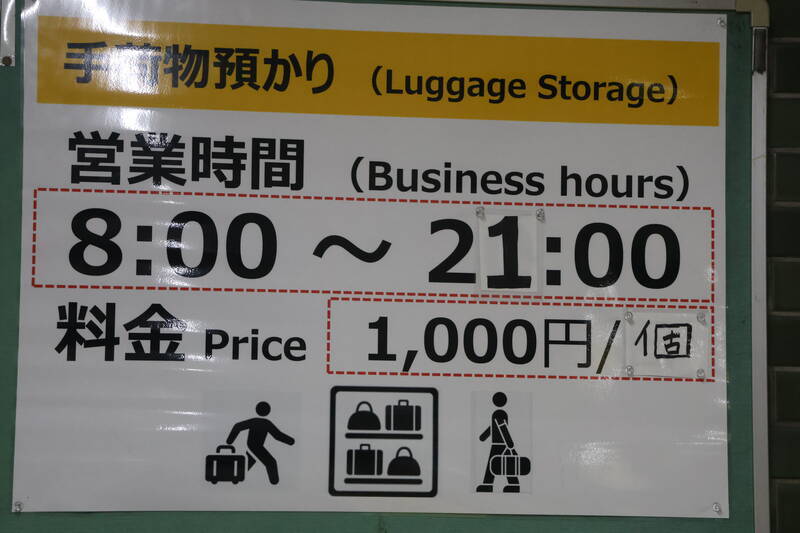 手荷物預かり （Luggage Storage）
営業時間 （Business hours）
8:00 ～ 21:00
料金 Price 1,000円/個